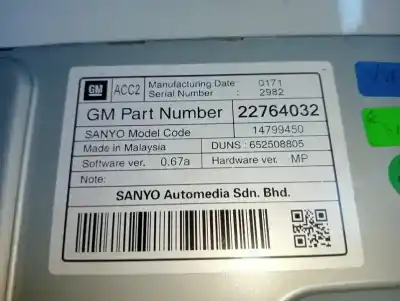 GM ACC2 Manufacturing Date 0171
Serial Number : 2982
GM Part Number 22764032
SANYO Model Code 14799450
Made in Malaysia DUNS : 652508805
Software ver. 0.67a Hardware ver. MP
Note:
SANYO Automedia Sdn. Bhd.